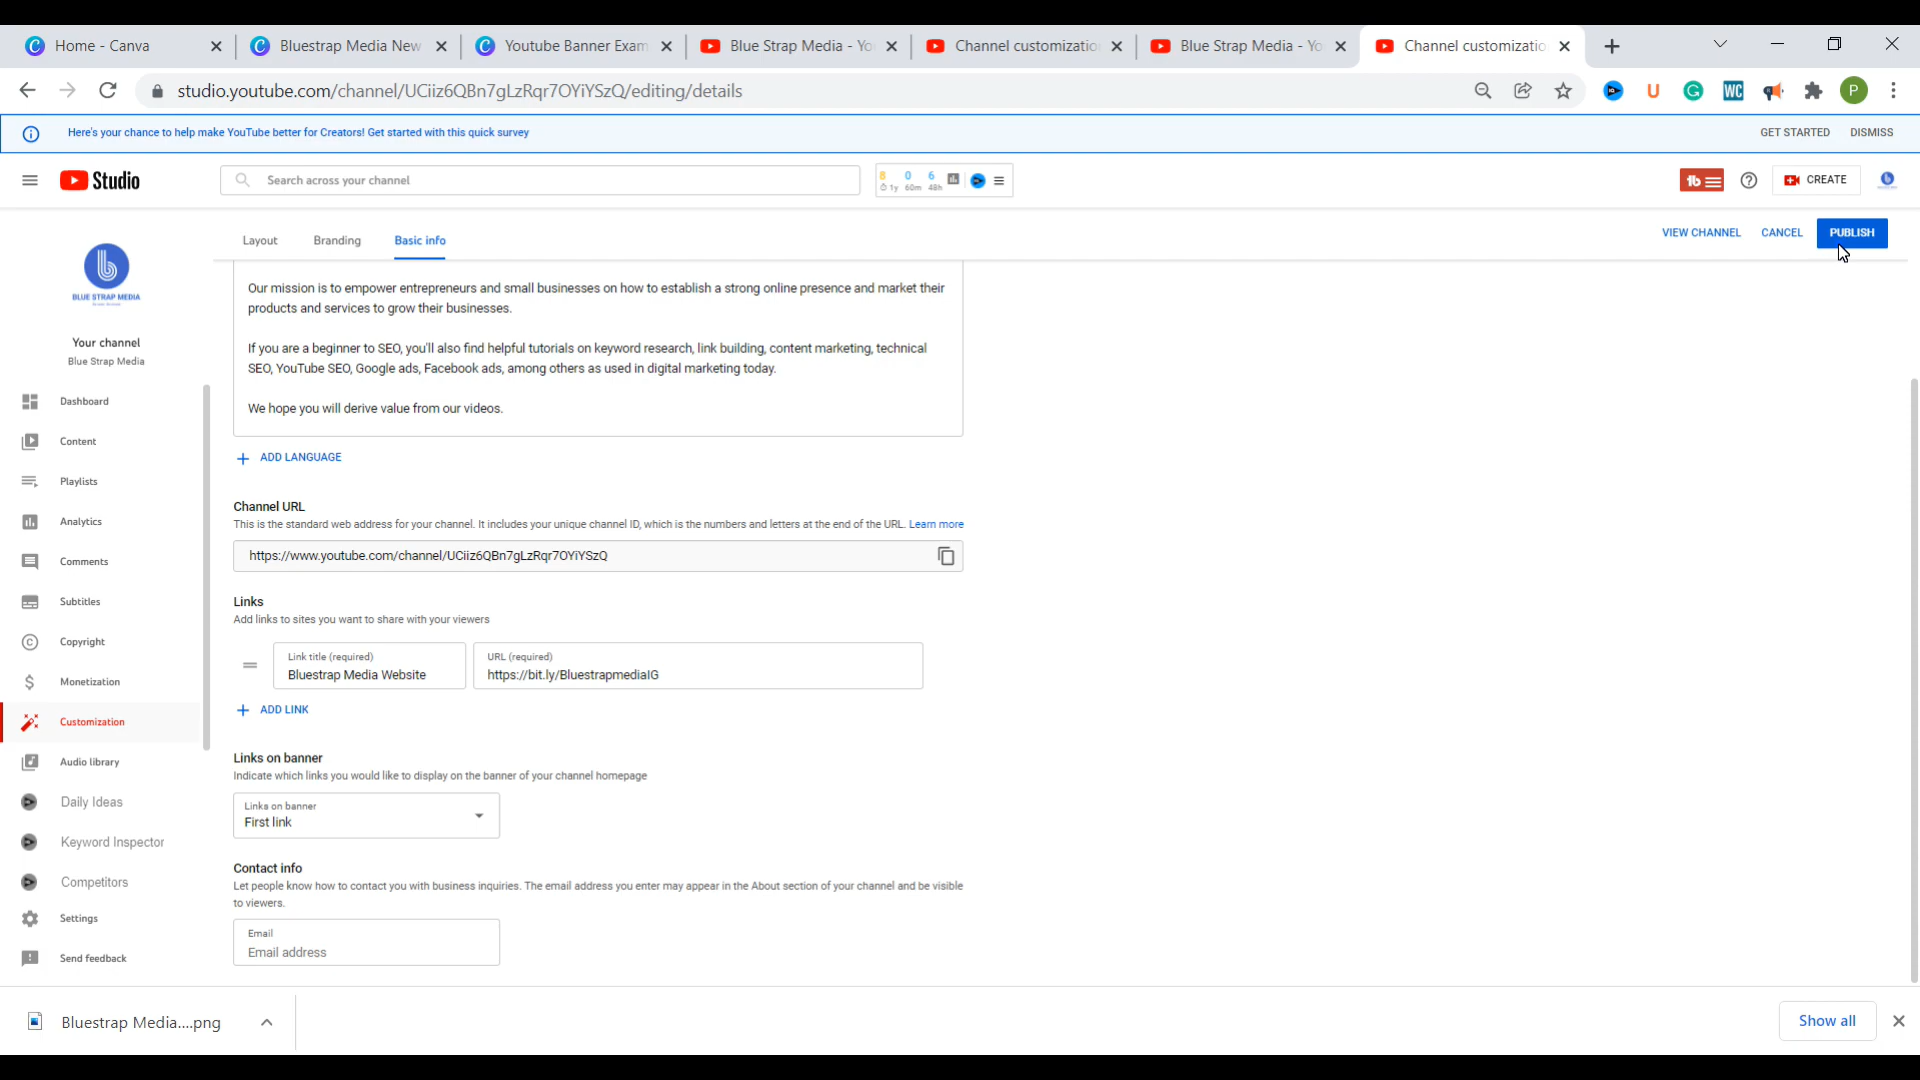 Home - Canva
Bluestrap Media New
Youtube Banner Exam
Blue Strap Media - Yo
Channel customizatio
Blue Strap Media - Yo
Channel customizatio
studio.youtube.com/channel/UCiiz6QBn7gLzRqr7OYiYSzQ/editing/details
U
G
WC
P
Here's your chance to help make YouTube better for Creators! Get started with this quick survey
GET STARTED
DISMISS
Studio
Search across your channel
8 0 6
1y 60m 48h
tb
CREATE
Layout
Branding
Basic info
VIEW CHANNEL
CANCEL
PUBLISH
BLUE STRAP MEDIA
Your channel
Blue Strap Media
Dashboard
Content
Playlists
Analytics
Comments
Subtitles
Copyright
Monetization
Customization
Audio library
Daily Ideas
Keyword Inspector
Competitors
Settings
Send feedback
Our mission is to empower entrepreneurs and small businesses on how to establish a strong online presence and market their
products and services to grow their businesses.
If you are a beginner to SEO, you'll also find helpful tutorials on keyword research, link building, content marketing, technical
SEO, YouTube SEO, Google ads, Facebook ads, among others as used in digital marketing today.
We hope you will derive value from our videos.
ADD LANGUAGE
Channel URL
This is the standard web address for your channel. It includes your unique channel ID, which is the numbers and letters at the end of the URL. Learn more
https://www.youtube.com/channel/UCiiz6QBn7gLzRqr7OYiYSzQ
Links
Add links to sites you want to share with your viewers
Link title (required)
Bluestrap Media Website
URL (required)
https://bit.ly/BluestrapmediaIG
ADD LINK
Links on banner
Indicate which links you would like to display on the banner of your channel homepage
Links on banner
First link
Contact info
Let people know how to contact you with business inquiries. The email address you enter may appear in the About section of your channel and be visible
to viewers.
Email
Email address
Bluestrap Media....png
Show all